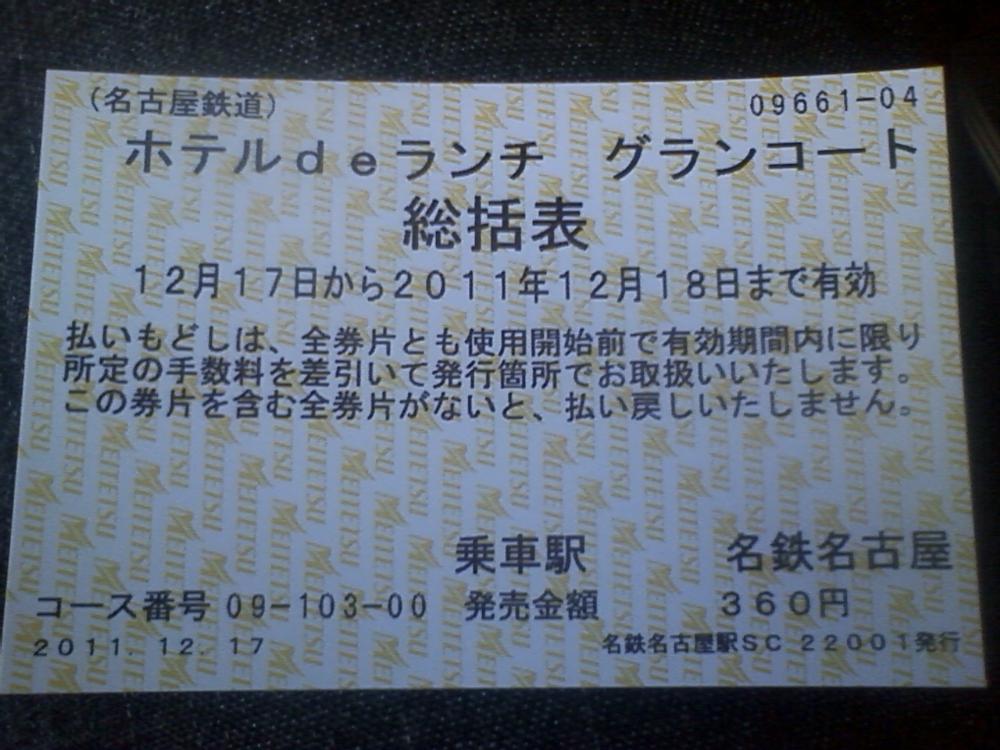 （名古屋鉄道）
09661-04
ホテルｄｅランチ　グランコート
総括表
１２月１７日から２０１１年１２月１８日まで有効
払いもどしは、全券片とも使用開始前で有効期間内に限り
所定の手数料を差引いて発行箇所でお取扱いいたします。
この券片を含む全券片がないと、払い戻しいたしません。
乗車駅　名鉄名古屋
コース番号 09-103-00　発売金額　３６０円
２０１１．１２．１７　名鉄名古屋駅ＳＣ ２２００１発行
MEITETSU